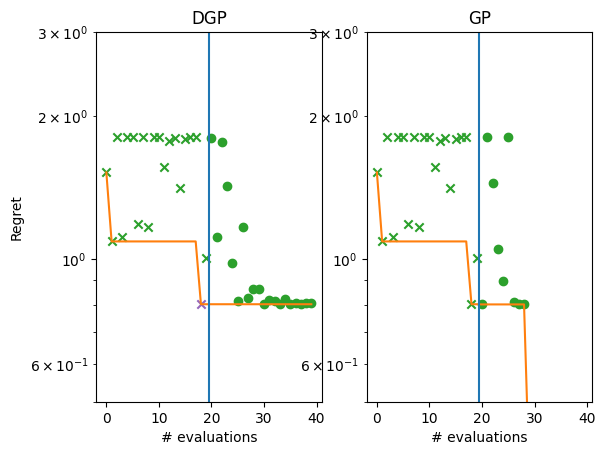 DGP
GP
3 × 10⁰
3 × 10⁰
2 × 10⁰
2 × 10⁰
10⁰
10⁰
6 × 10⁻¹
6 × 10⁻¹
Regret
0 10 20 30 40
0 10 20 30 40
# evaluations
# evaluations